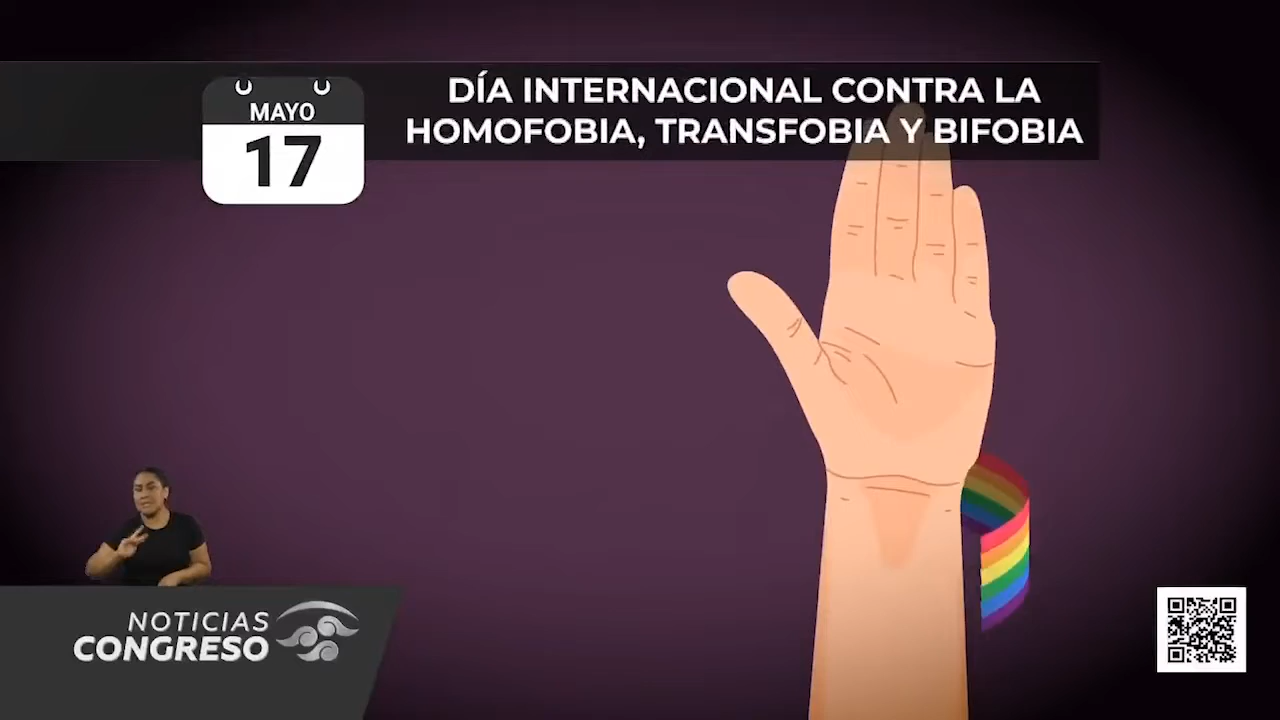 MAYO
17
DÍA INTERNACIONAL CONTRA LA
HOMOFOBIA, TRANSFOBIA Y BIFOBIA
NOTICIAS
CONGRESO